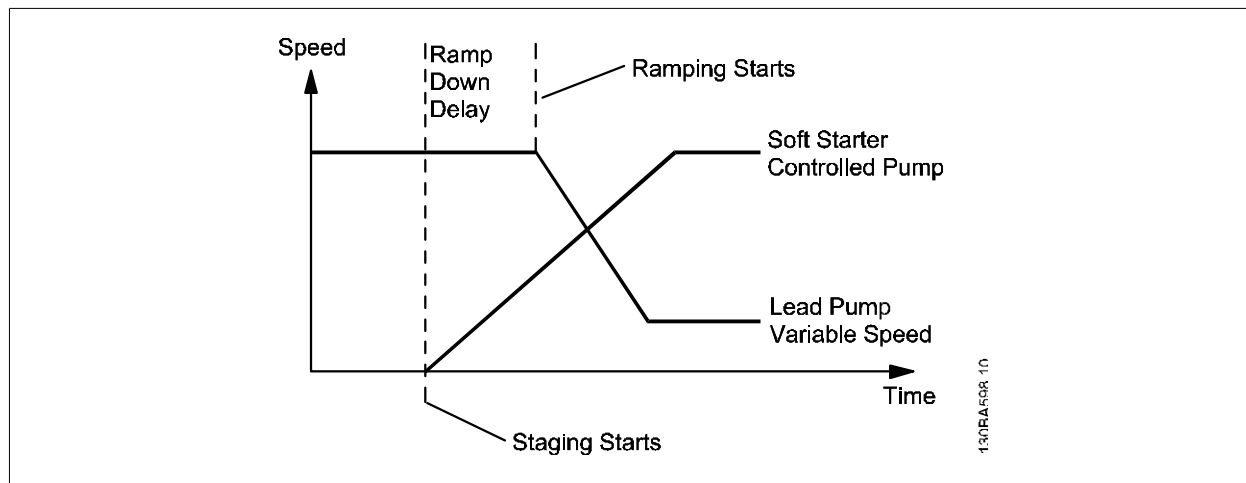 Speed
Ramp
Down
Delay
Ramping Starts
Soft Starter
Controlled Pump
Lead Pump
Variable Speed
Time
Staging Starts
130BA598.10